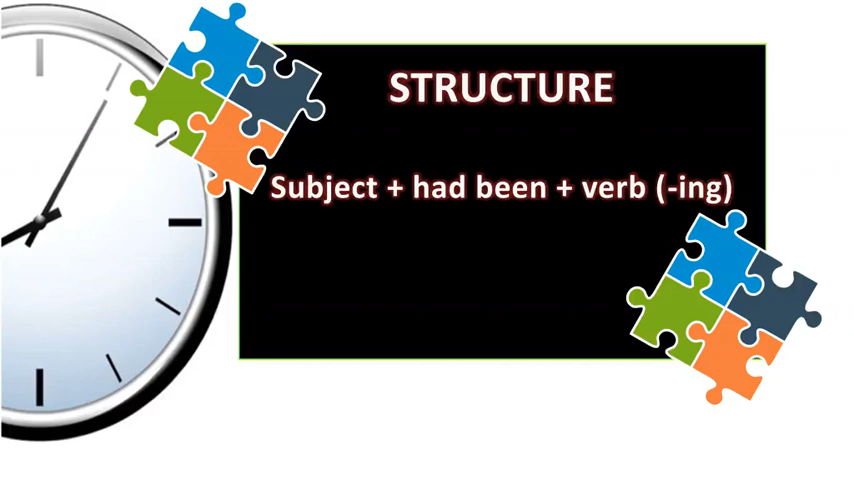 STRUCTURE
Subject + had been + verb (-ing)